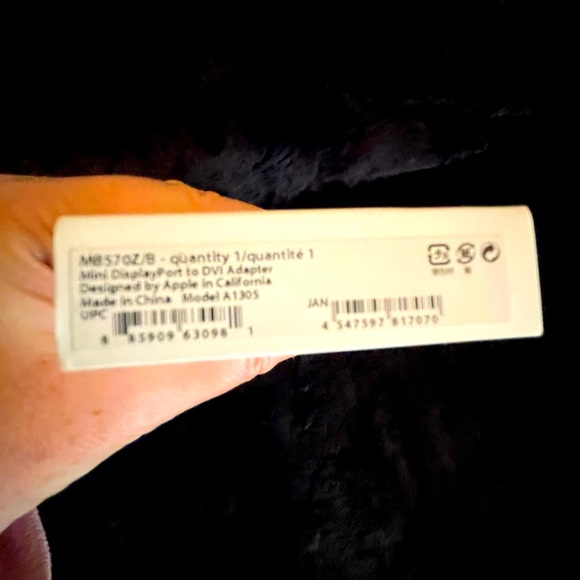 MB570Z/B - quantity 1/quantité 1
Mini DisplayPort to DVI Adapter
Designed by Apple in California
Made in China Model A1305
UPC
8 85909 63098 1
JAN
4 547597 817070